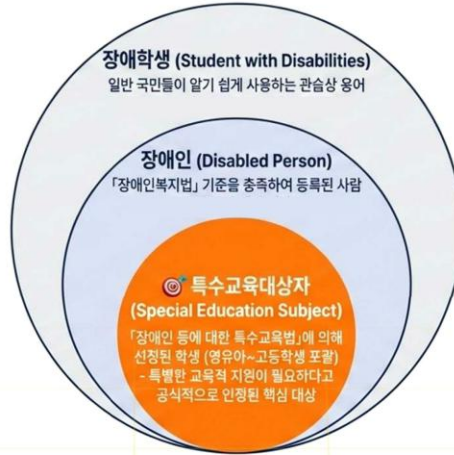 장애학생 (Student with Disabilities)
일반 국민들이 알기 쉽게 사용하는 관습상 용어
장애인 (Disabled Person)
「장애인복지법」 기준을 충족하여 등록된 사람
특수교육대상자
(Special Education Subject)
「장애인 등에 대한 특수교육법」에 의해
선정된 학생 (영유아~고등학생 포괄)
- 특별한 교육적 지원이 필요하다고
공식적으로 인정된 핵심 대상